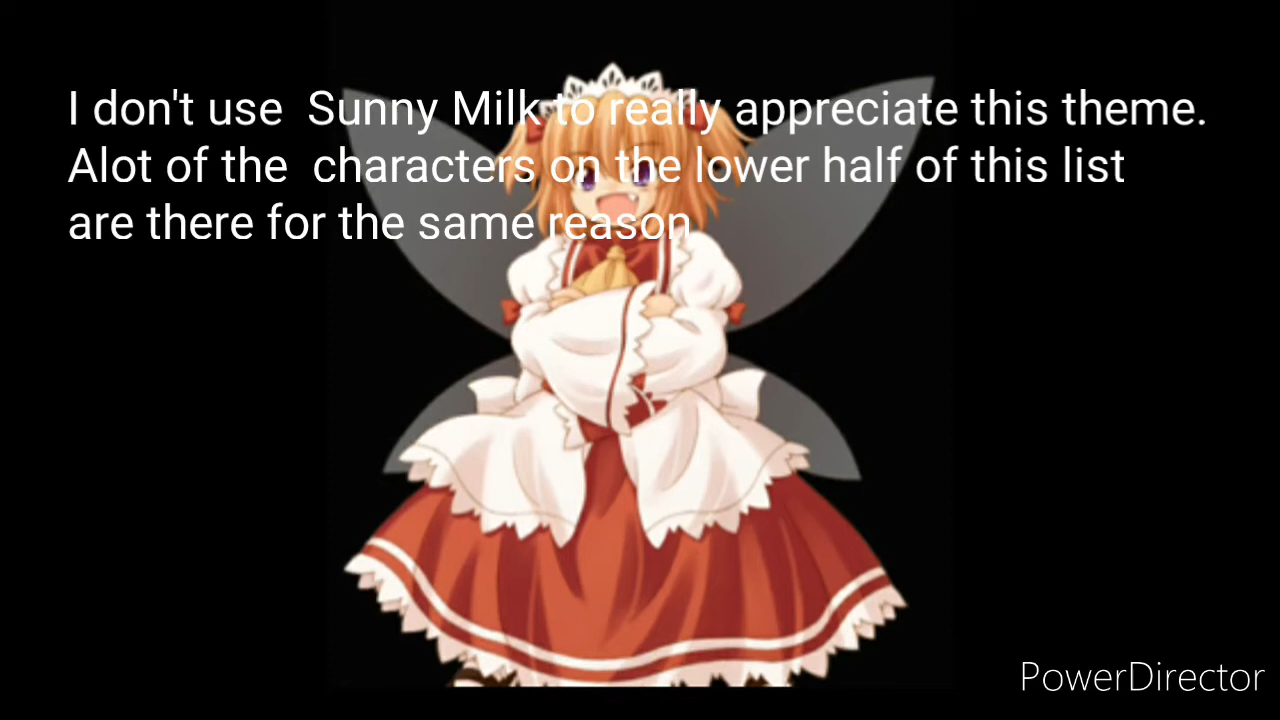 I don't use  Sunny Milk to really appreciate this theme.
Alot of the  characters on the lower half of this list
are there for the same reason
PowerDirector